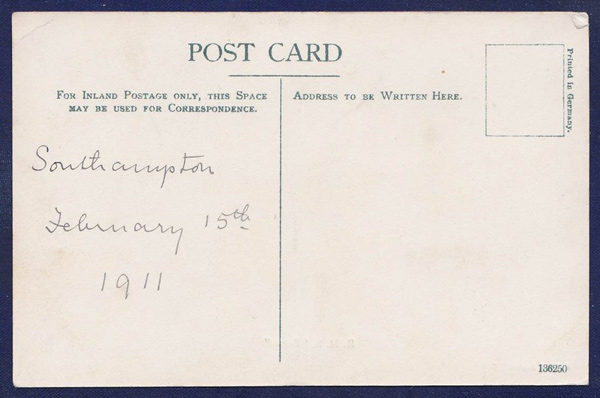 POST CARD
FOR INLAND POSTAGE ONLY, THIS SPACE
MAY BE USED FOR CORRESPONDENCE.
ADDRESS TO BE WRITTEN HERE.
Printed in Germany.
Southampton
February 15th
1911
136250